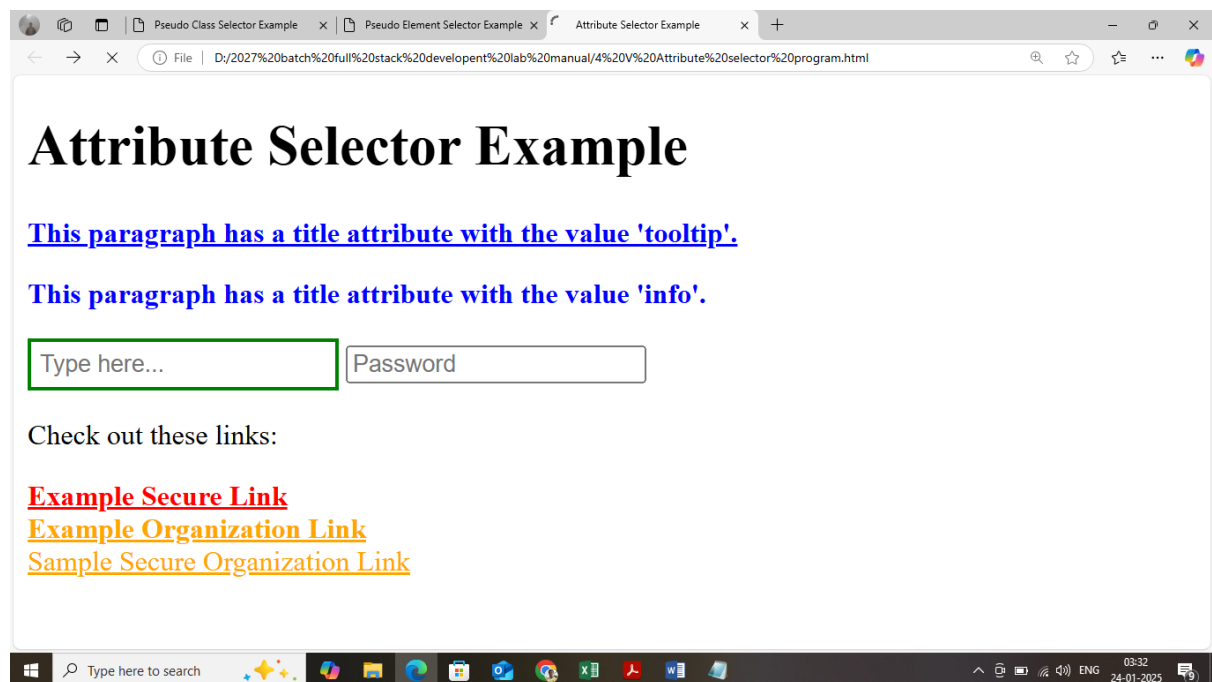 Pseudo Class Selector Example
Pseudo Element Selector Example
Attribute Selector Example
File
D:/2027%20batch%20full%20stack%20developent%20lab%20manual/4%20V%20Attribute%20selector%20program.html
Attribute Selector Example
This paragraph has a title attribute with the value 'tooltip'.
This paragraph has a title attribute with the value 'info'.
Type here... Password
Check out these links:
Example Secure Link
Example Organization Link
Sample Secure Organization Link
Type here to search
ENG
03:32
24-01-2025
9